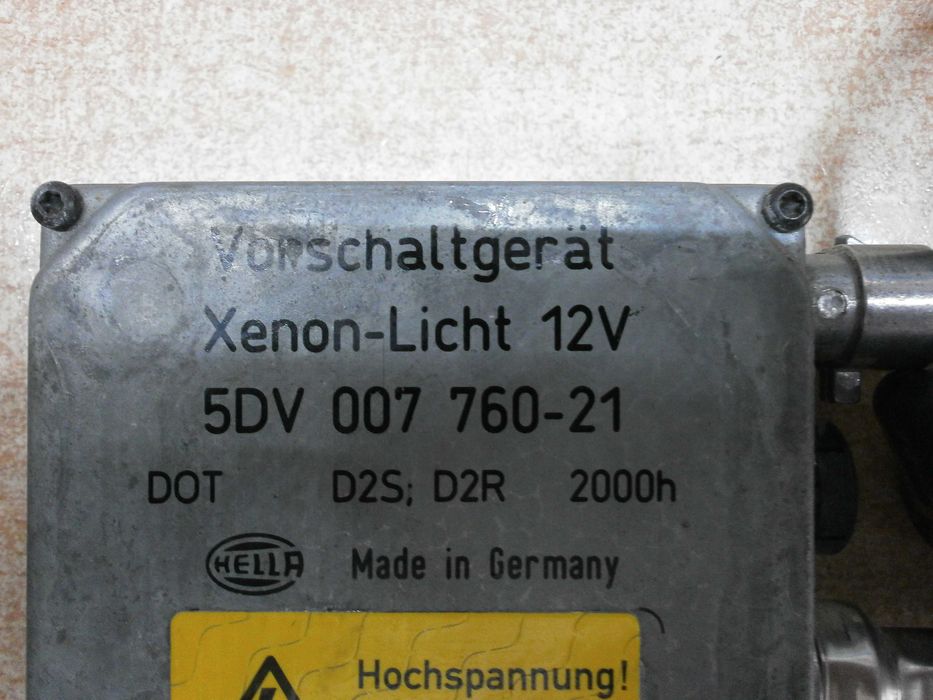 Vorschaltgerät
Xenon-Licht 12V
5DV 007 760-21
DOT D2S; D2R 2000h
HELLA Made in Germany
Hochspannung!